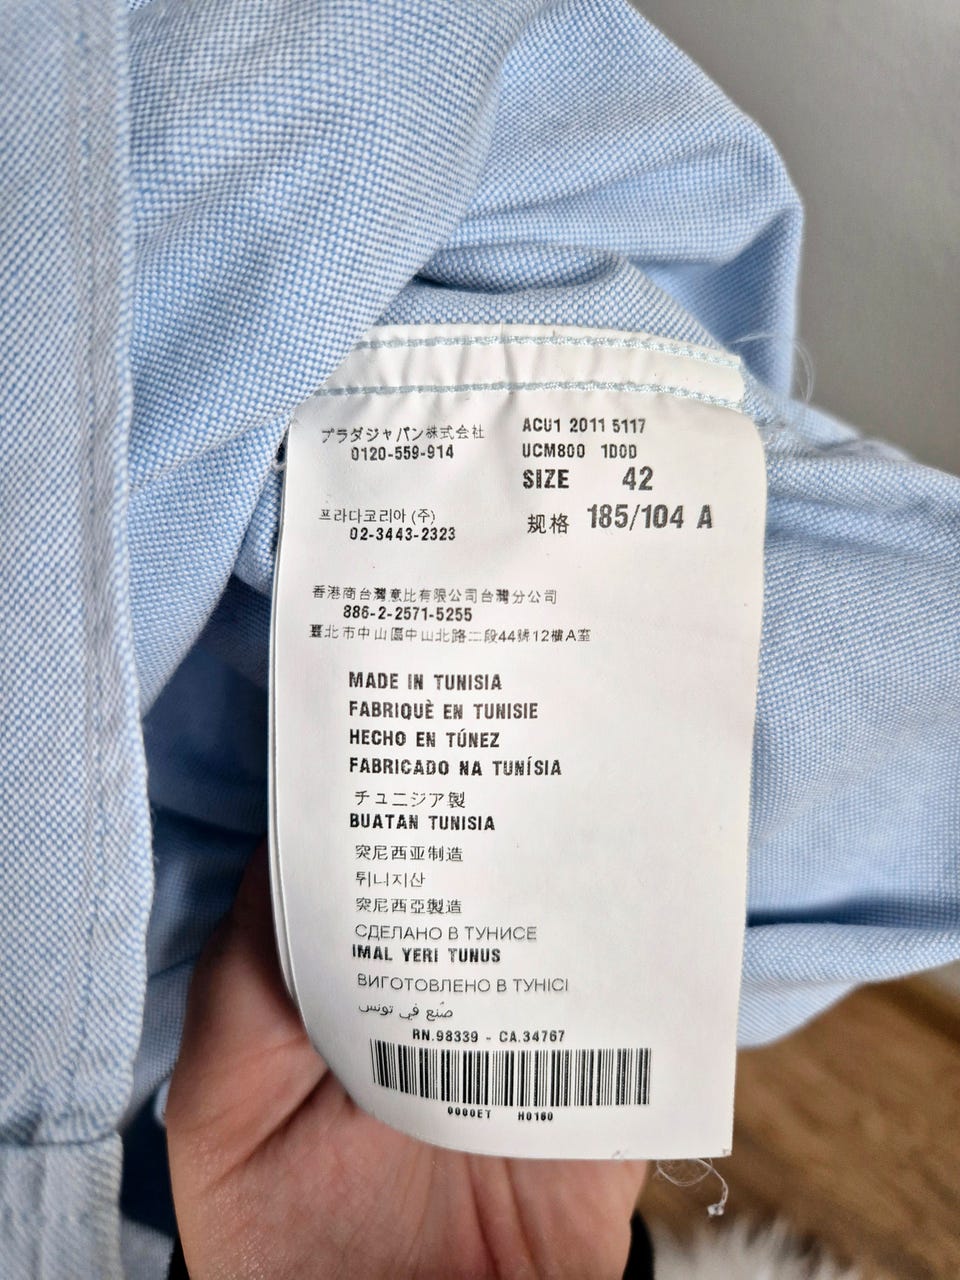 プラダジャパン株式会社
0120-559-914
ACU1 2011 5117
UCM800 1D0D
SIZE 42
规格 185/104 A
프라다코리아 (주)
02-3443-2323
香港商台灣意比有限公司台灣分公司
886-2-2571-5255
臺北市中山區中山北路二段44號12樓A室
MADE IN TUNISIA
FABRIQUÈ EN TUNISIE
HECHO EN TÚNEZ
FABRICADO NA TUNÍSIA
チュニジア製
BUATAN TUNISIA
突尼西亚制造
튀니지산
突尼西亞製造
СДЕЛАНО В ТУНИСЕ
IMAL YERI TUNUS
ВИГОТОВЛЕНО В ТУНІСІ
صُنع في تونس
RN.98339 - CA.34767
0000ET H0160